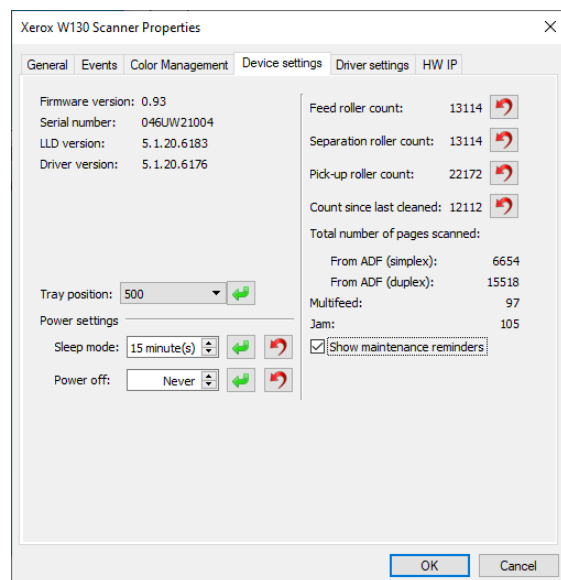 Xerox W130 Scanner Properties
General Events Color Management Device settings Driver settings HW IP
Firmware version: 0.93
Serial number: 046UW21004
LLD version: 5.1.20.6183
Driver version: 5.1.20.6176
Tray position: 500
Power settings
Sleep mode: 15 minute(s)
Power off: Never
Feed roller count: 13114
Separation roller count: 13114
Pick-up roller count: 22172
Count since last cleaned: 12112
Total number of pages scanned:
From ADF (simplex): 6654
From ADF (duplex): 15518
Multifeed: 97
Jam: 105
Show maintenance reminders
OK Cancel